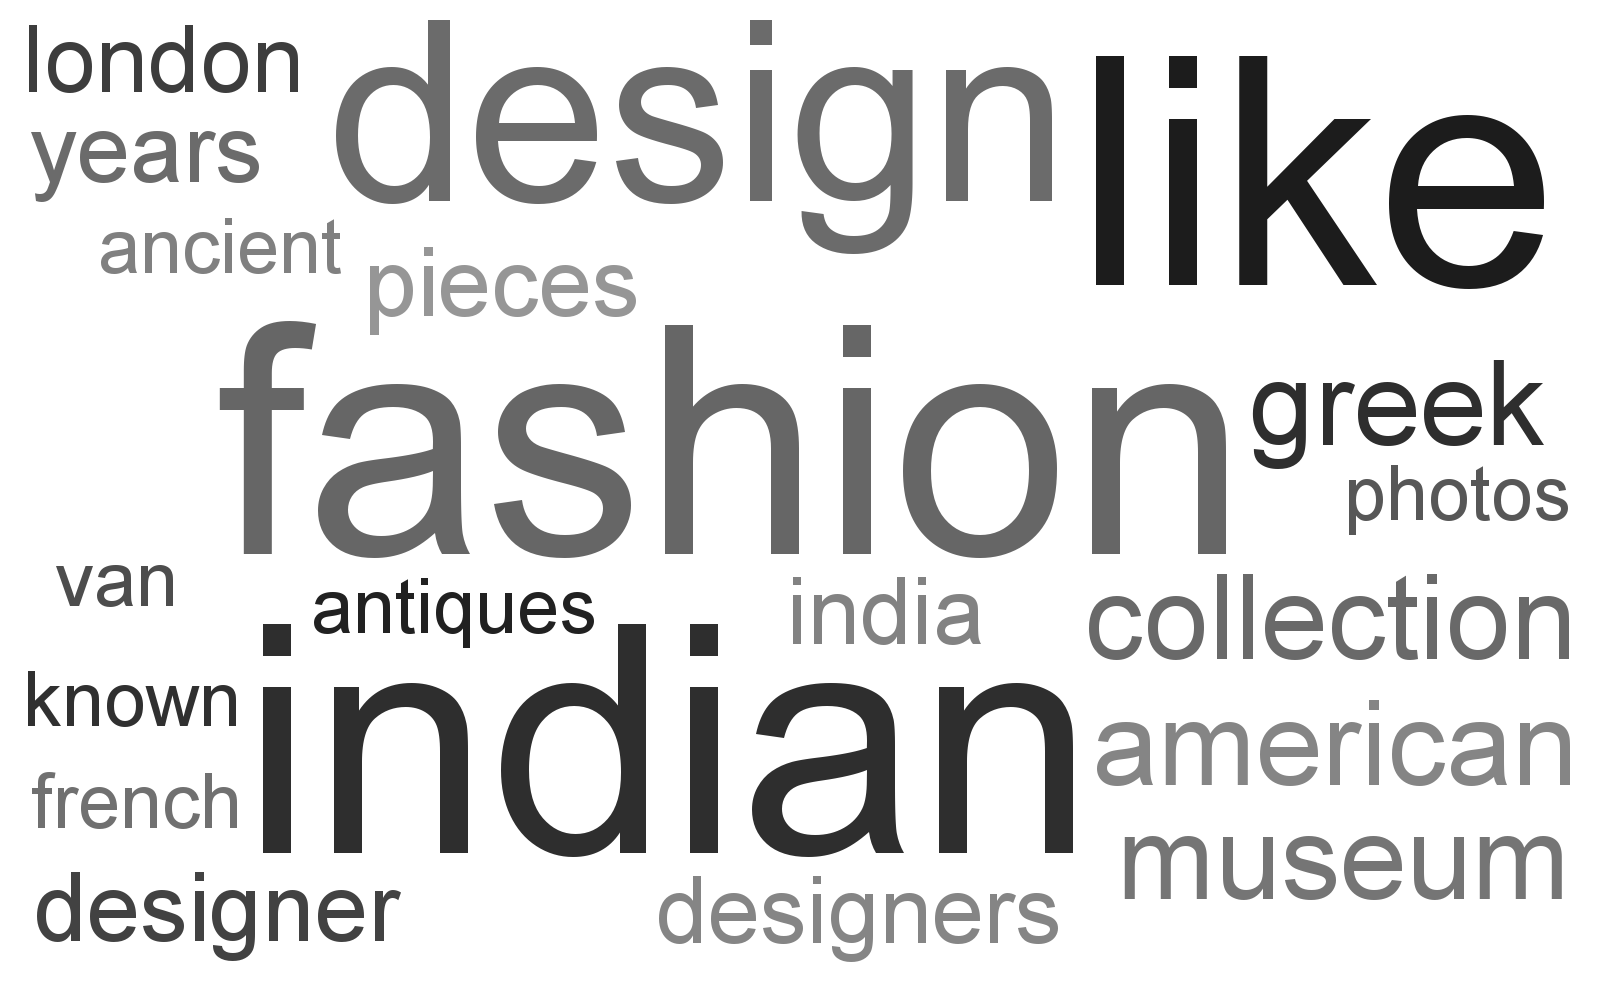 london
design
like
years
ancient
pieces
fashion
greek
photos
van
antiques
india
collection
known
indian
american
french
museum
designer
designers